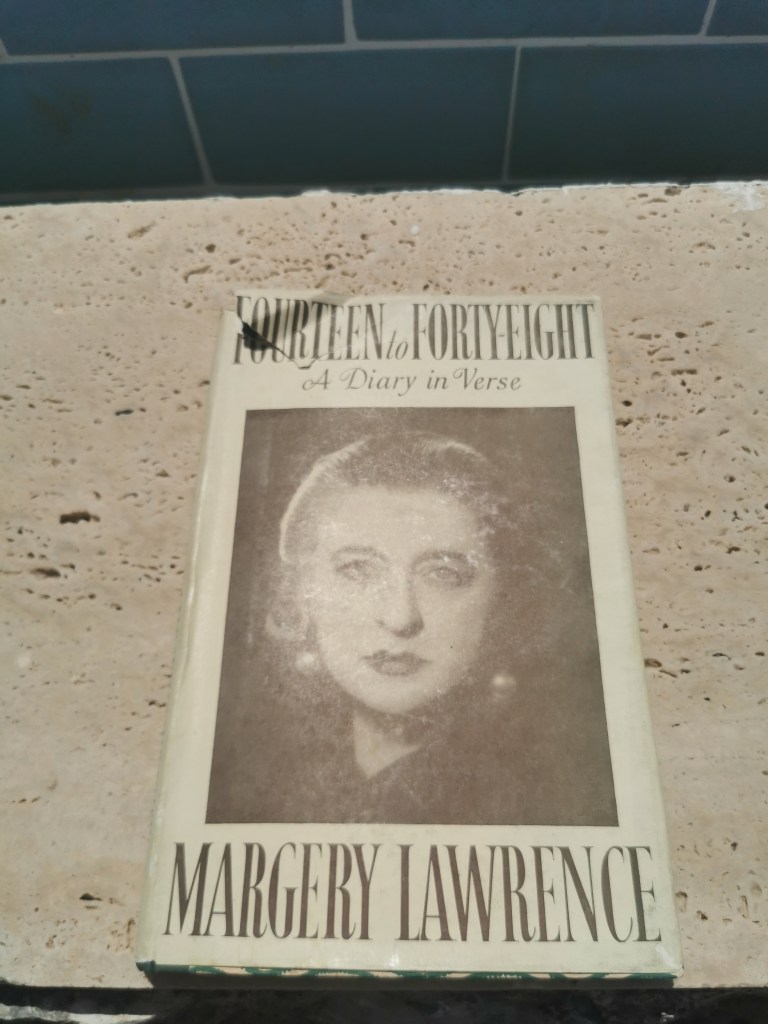 FOURTEEN to FORTY-EIGHT
A Diary in Verse
MARGERY LAWRENCE